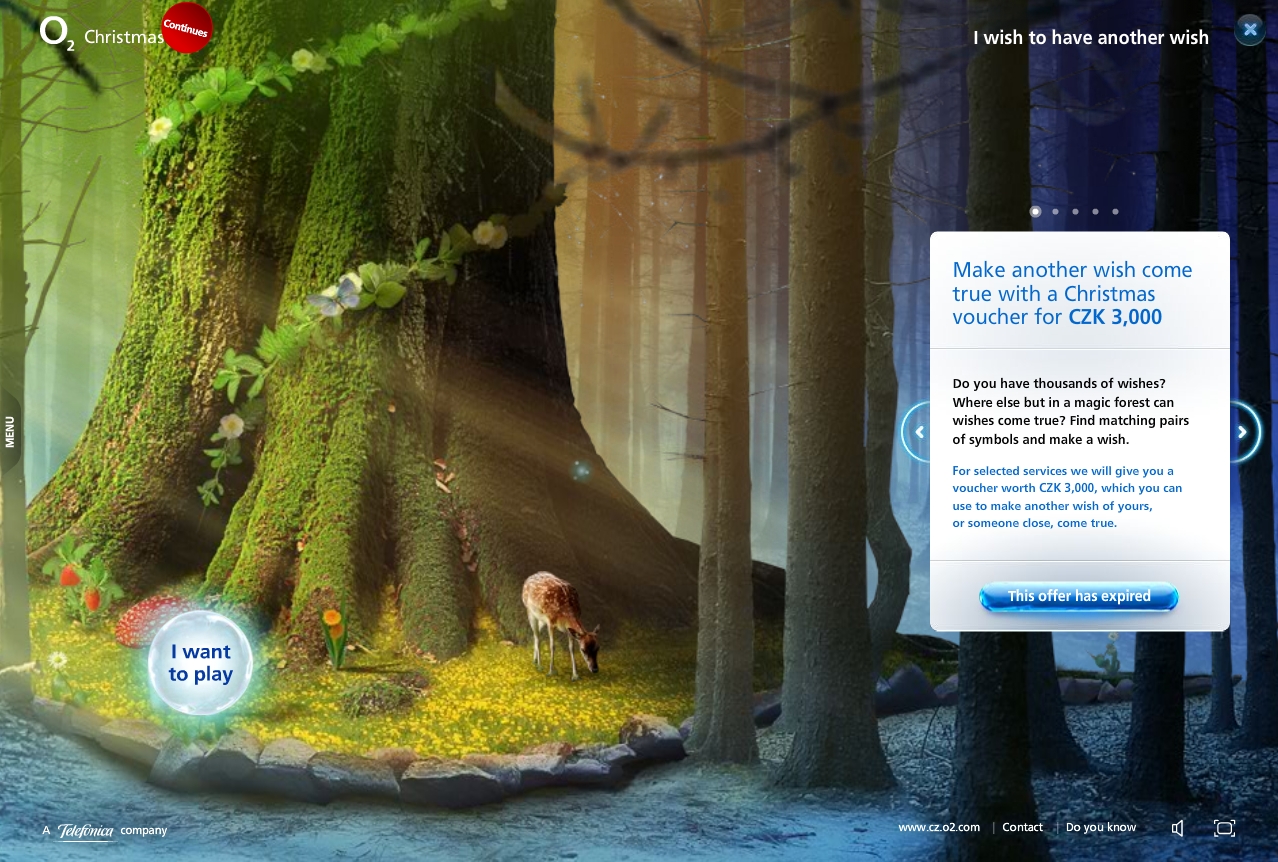 O2 Christmas
Continues
I wish to have another wish
Make another wish come
true with a Christmas
voucher for CZK 3,000
Do you have thousands of wishes?
Where else but in a magic forest can
wishes come true? Find matching pairs
of symbols and make a wish.
For selected services we will give you a
voucher worth CZK 3,000, which you can
use to make another wish of yours,
or someone close, come true.
This offer has expired
MENU
I want
to play
A Telefónica company
www.cz.o2.com | Contact | Do you know